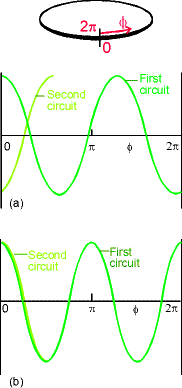 2π ϕ
0
Second
circuit
First
circuit
0 π ϕ 2π
(a)
Second
circuit
First
circuit
0 π ϕ 2π
(b)